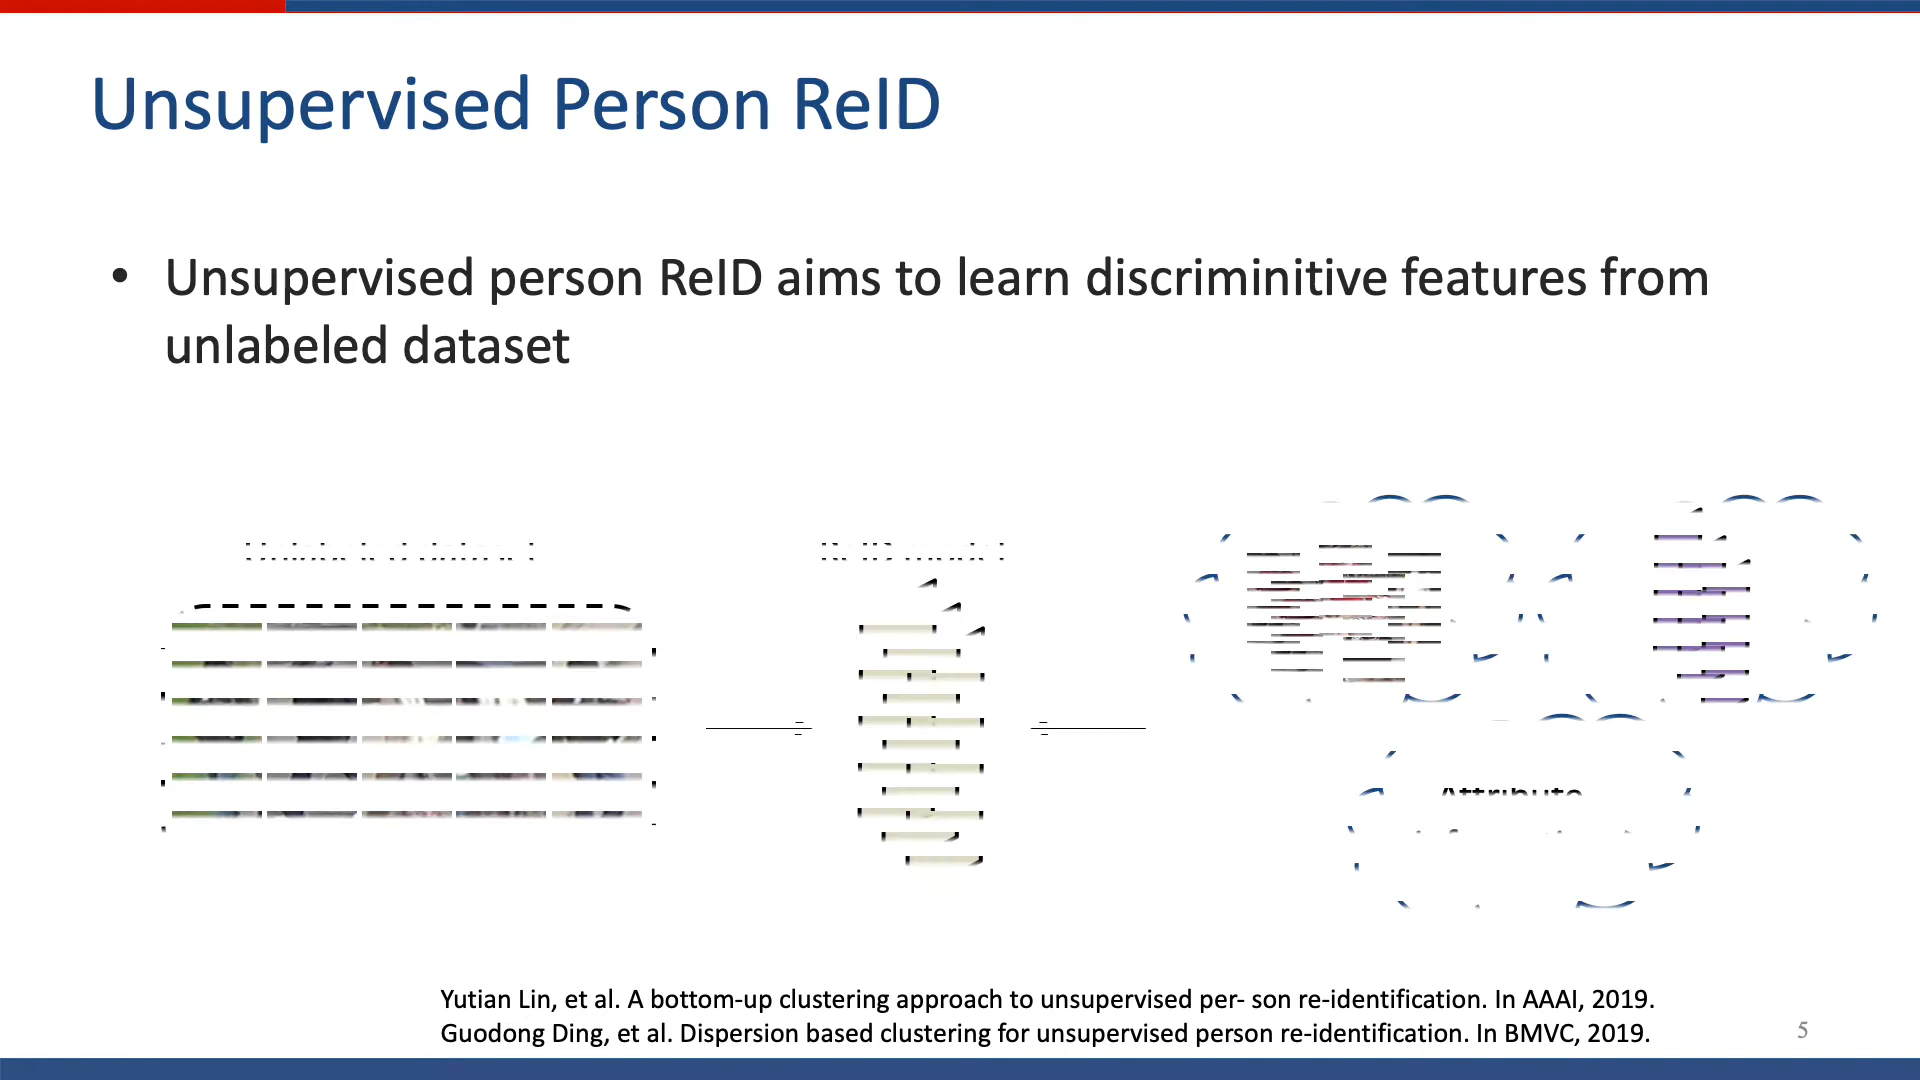 Unsupervised Person ReID
• Unsupervised person ReID aims to learn discriminitive features from
unlabeled dataset
Attribute
Yutian Lin, et al. A bottom-up clustering approach to unsupervised per- son re-identification. In AAAI, 2019.
Guodong Ding, et al. Dispersion based clustering for unsupervised person re-identification. In BMVC, 2019.
5